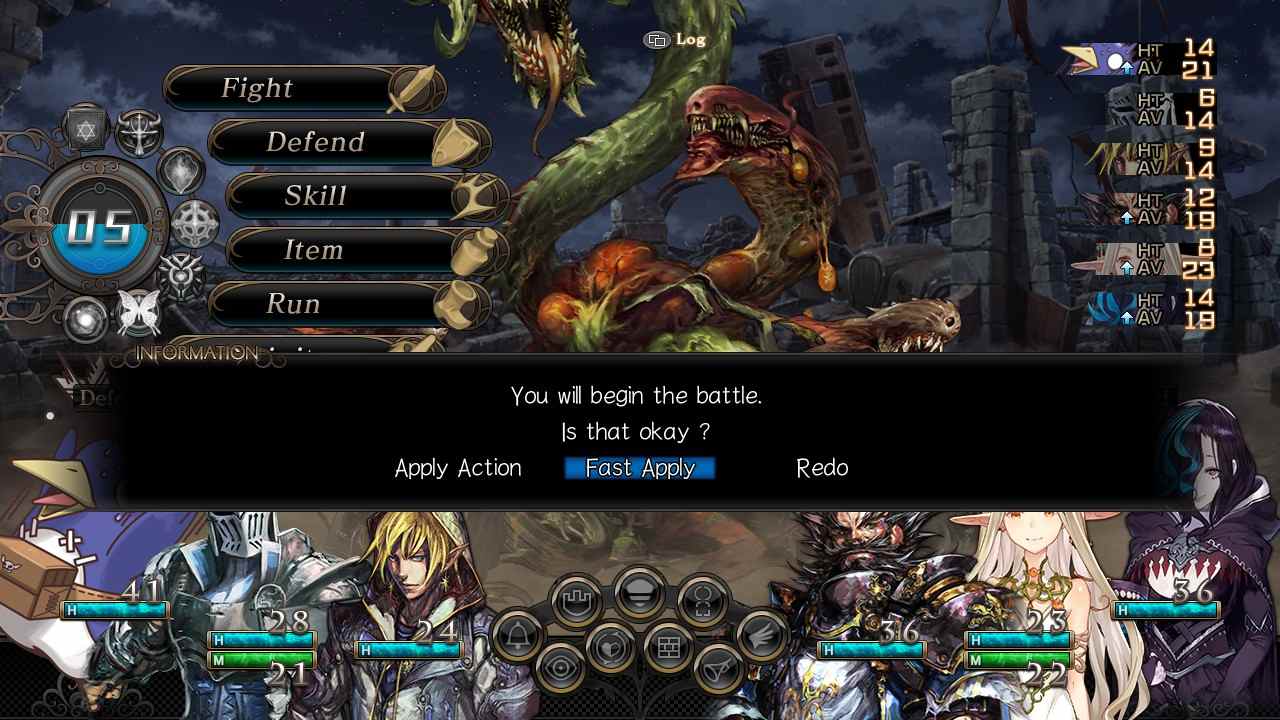 Log
Fight
Defend
Skill
Item
Run
05
HT 14
AV 21
HT 6
AV 14
HT 9
AV 14
HT 12
AV 19
HT 8
AV 23
HT 14
AV 18
INFORMATION
You will begin the battle.
Is that okay ?
Apply Action
Fast Apply
Redo
H 41
H 28
M 21
H 24
H 36
H 23
M 22
H 36